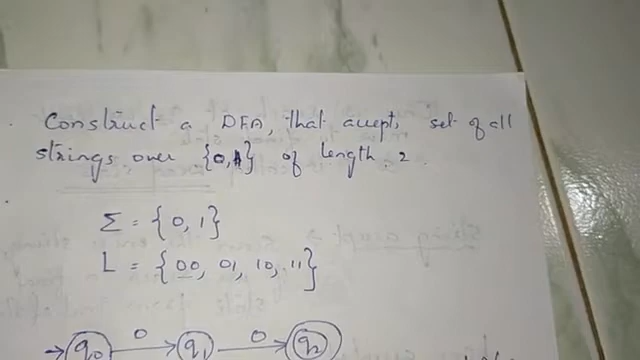 Construct a DFA, that accepts set of all
strings over {0,1} of length 2.
Σ = {0, 1}
L = {00, 01, 10, 11}
0 0
q0 q1 q2